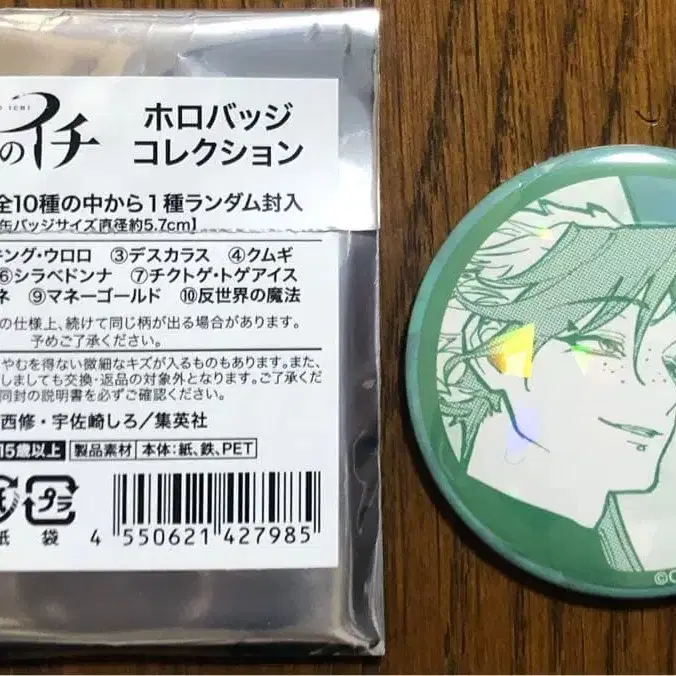 O ICHI
のイチ
ホロバッジ
コレクション
全10種の中から1種ランダム封入
缶バッジサイズ直径約5.7cm】
キング・ウロロ ③デスカラス ④クムギ
⑥シラベドンナ ⑦チクトゲ・トゲアイス
ネ ⑨マネーゴールド ⑩反世界の魔法
の仕様上、続けて同じ柄が出る場合があります。
予めご了承ください。
やむを得ない微細なキズが入るものもあります。また、
しましても交換・返品の対象外となります。ご了承くだ
同封の説明書を必ずご確認ください。
西修・宇佐崎しろ／集英社
15歳以上 製品素材 本体:紙、鉄、PET
プラ
紙 袋
4 550621 427985
©O